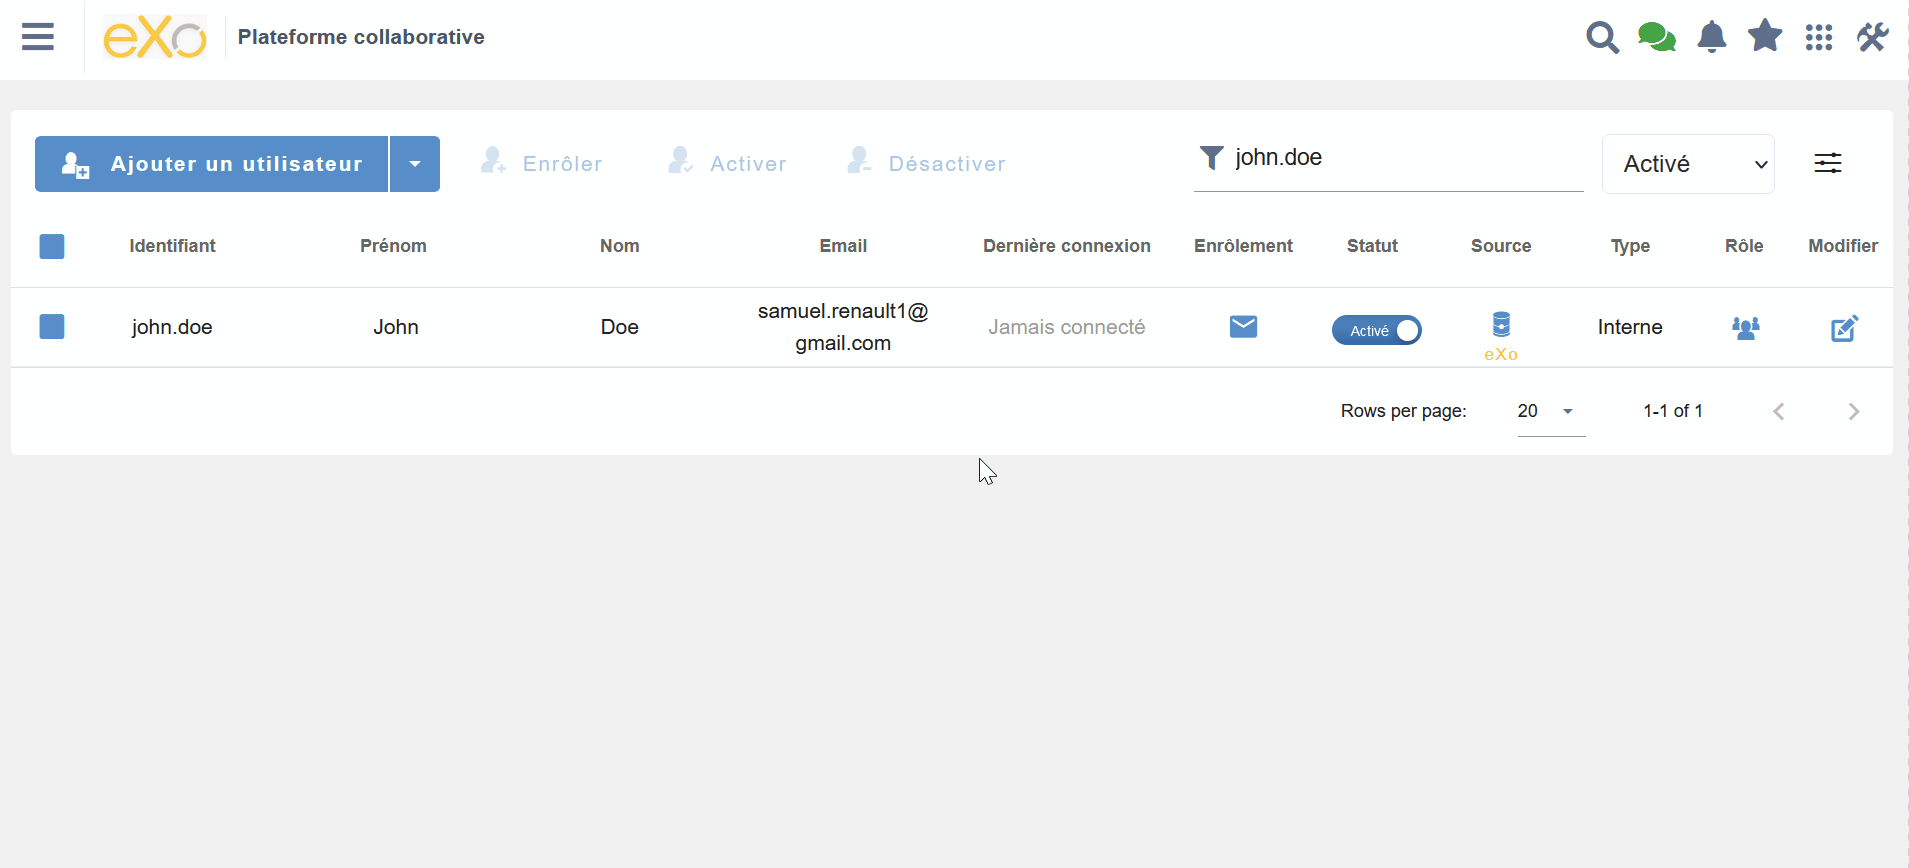 eXo Plateforme collaborative
Ajouter un utilisateur Enrôler Activer Désactiver john.doe Activé
Identifiant Prénom Nom Email Dernière connexion Enrôlement Statut Source Type Rôle Modifier
john.doe John Doe samuel.renault1@ Jamais connecté Activé Interne
gmail.com eXo
Rows per page: 20 1-1 of 1